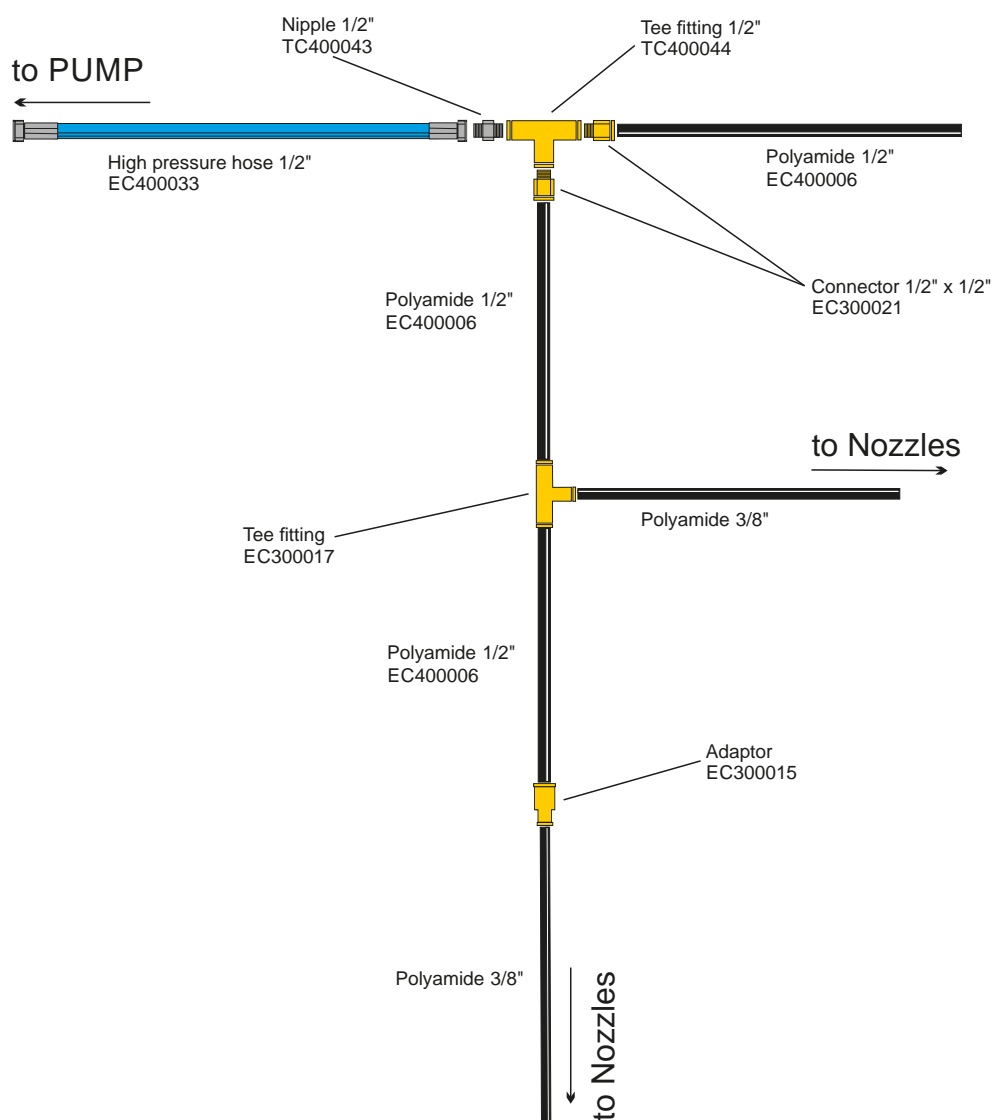 Nipple 1/2"
TC400043
Tee fitting 1/2"
TC400044
to PUMP
High pressure hose 1/2"
EC400033
Polyamide 1/2"
EC400006
Connector 1/2" x 1/2"
EC300021
Polyamide 1/2"
EC400006
to Nozzles
Polyamide 3/8"
Tee fitting
EC300017
Polyamide 1/2"
EC400006
Adaptor
EC300015
Polyamide 3/8"
to Nozzles